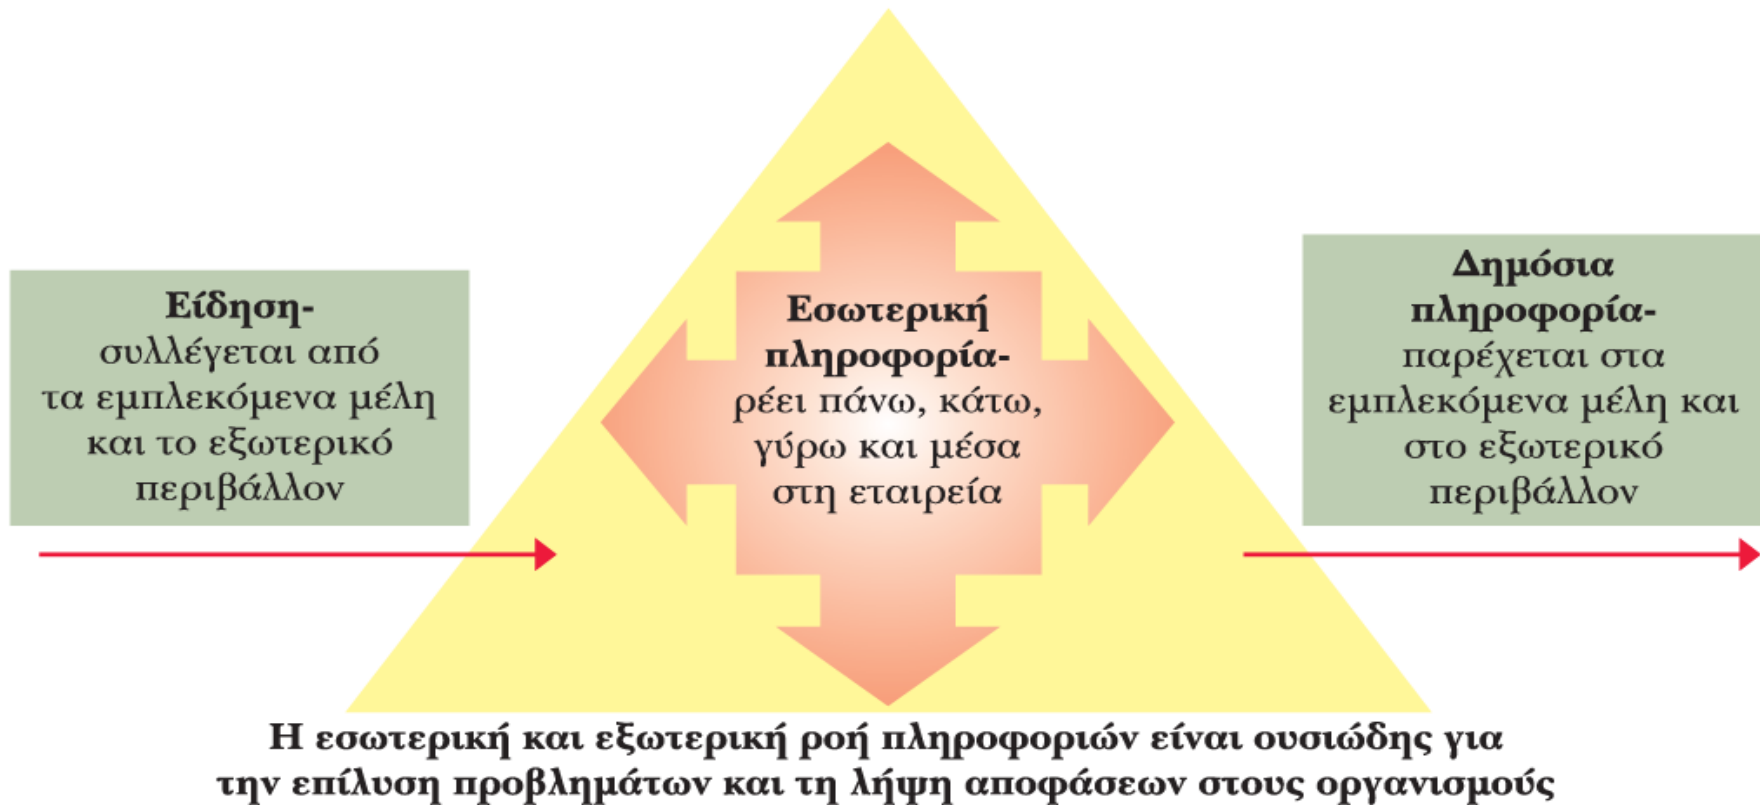 Είδηση-
συλλέγεται από
τα εμπλεκόμενα μέλη
και το εξωτερικό
περιβάλλον
Εσωτερική
πληροφορία-
ρέει πάνω, κάτω,
γύρω και μέσα
στη εταιρεία
Δημόσια
πληροφορία-
παρέχεται στα
εμπλεκόμενα μέλη και
στο εξωτερικό
περιβάλλον
Η εσωτερική και εξωτερική ροή πληροφοριών είναι ουσιώδης για
την επίλυση προβλημάτων και τη λήψη αποφάσεων στους οργανισμούς